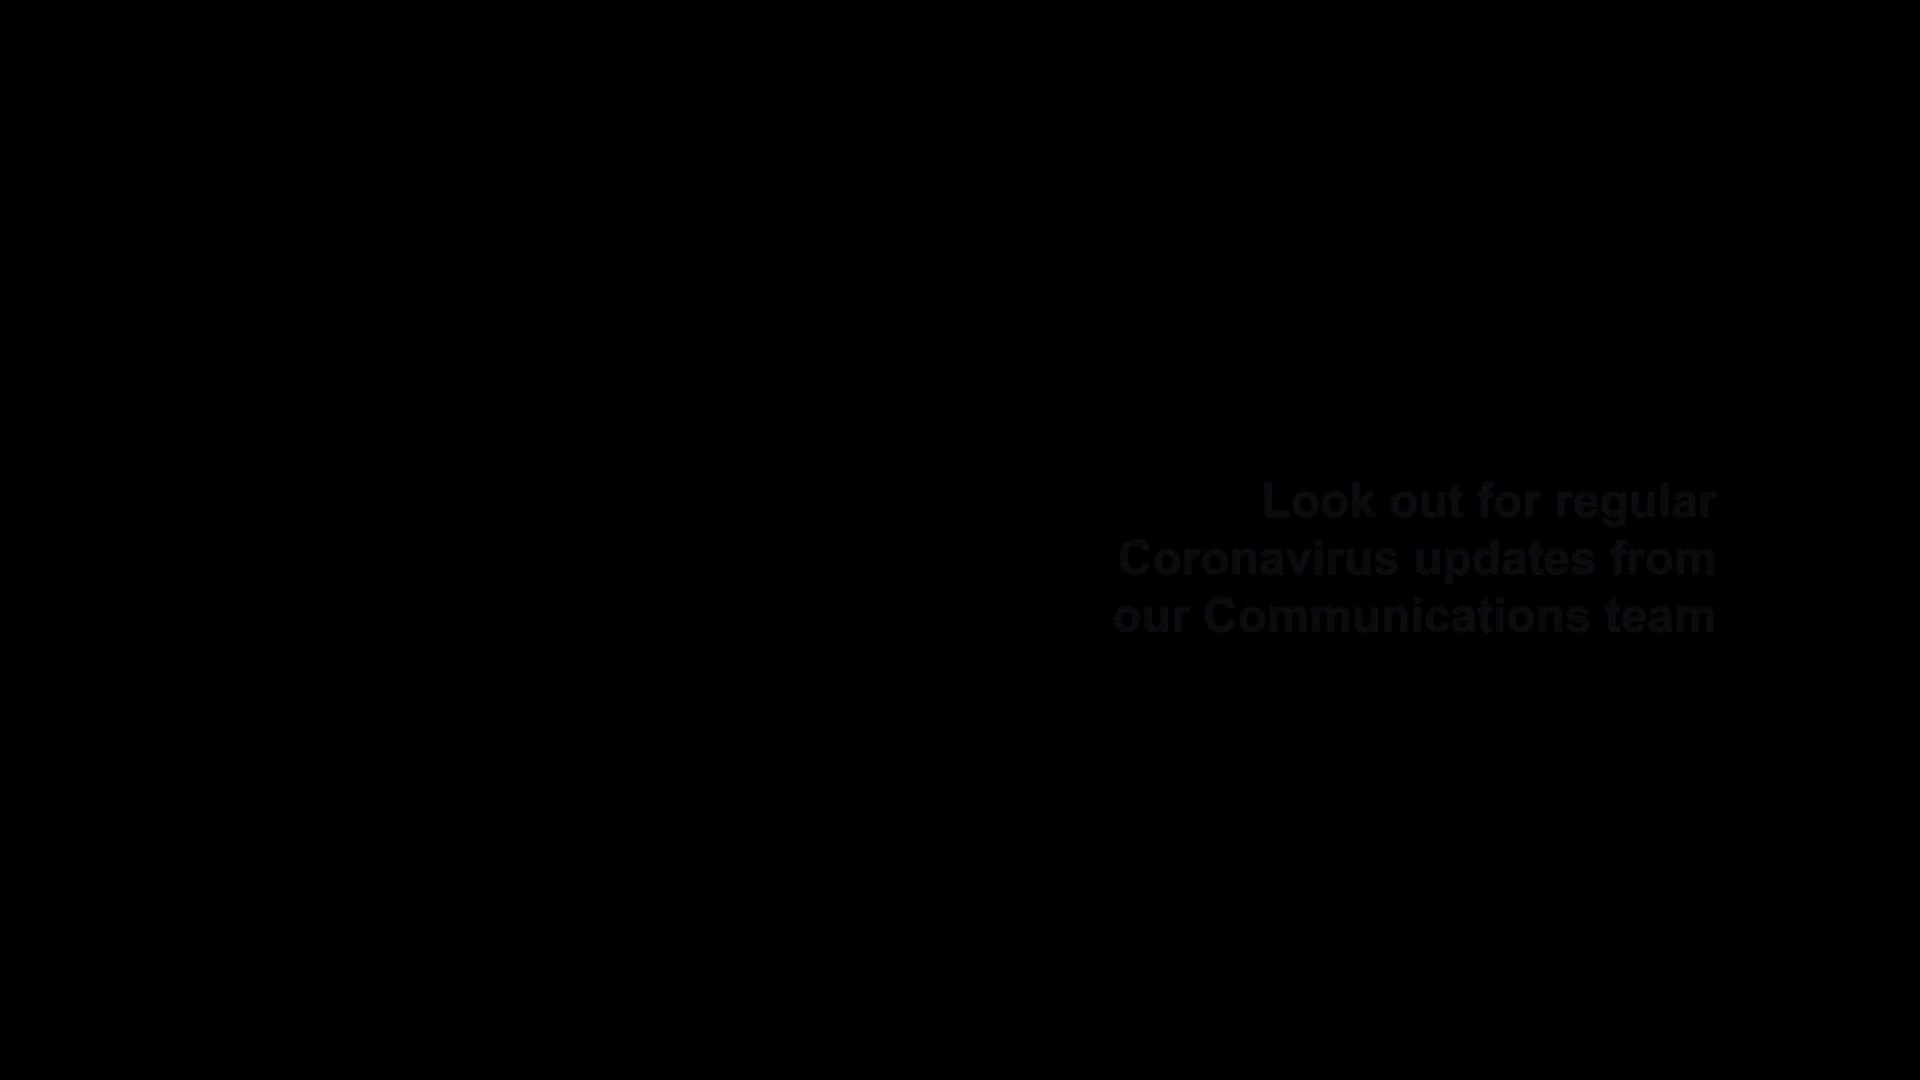 Look out for regular
Coronavirus updates from
our Communications team